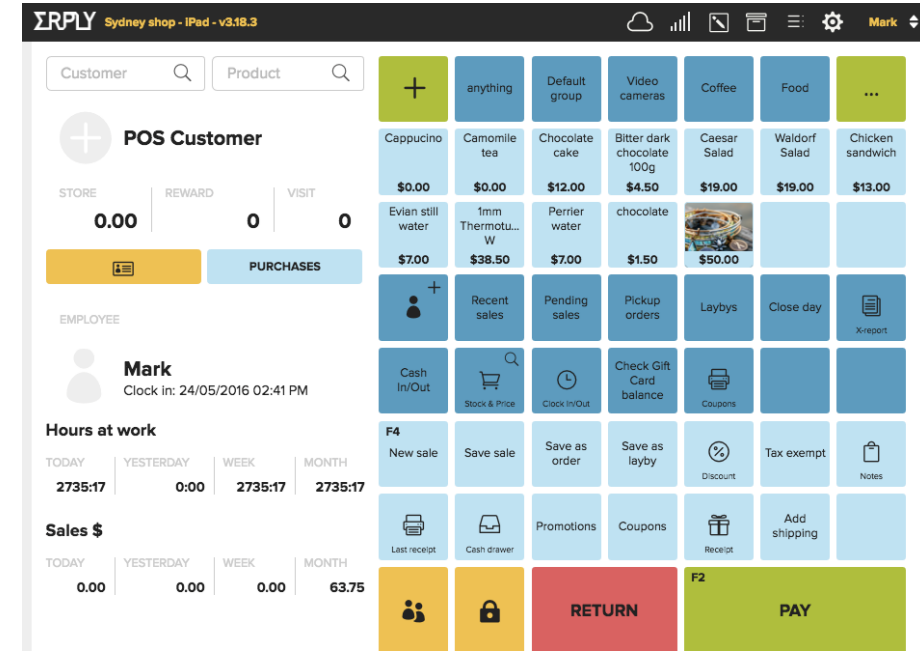 ERPLY Sydney shop - iPad - v3.18.3
Mark
Customer
Product
POS Customer
STORE REWARD VISIT
0.00 0 0
PURCHASES
EMPLOYEE
Mark
Clock in: 24/05/2016 02:41 PM
Hours at work
TODAY YESTERDAY WEEK MONTH
2735:17 0:00 2735:17 2735:17
Sales $
TODAY YESTERDAY WEEK MONTH
0.00 0.00 0.00 63.75
+
anything
Default
group
Video
cameras
Coffee
Food
...
Cappucino
$0.00
Camomile
tea
$0.00
Chocolate
cake
$12.00
Bitter dark
chocolate
100g
$4.50
Caesar
Salad
$19.00
Waldorf
Salad
$19.00
Chicken
sandwich
$13.00
Evian still
water
$7.00
1mm
Thermotu...
W
$38.50
Perrier
water
$7.00
chocolate
$1.50
$50.00
Recent
sales
Pending
sales
Pickup
orders
Laybys
Close day
X-report
Cash
In/Out
Stock & Price
Clock In/Out
Check Gift
Card
balance
Coupons
F4
New sale
Save sale
Save as
order
Save as
layby
Discount
Tax exempt
Notes
Last receipt
Cash drawer
Promotions
Coupons
Receipt
Add
shipping
RETURN
F2
PAY